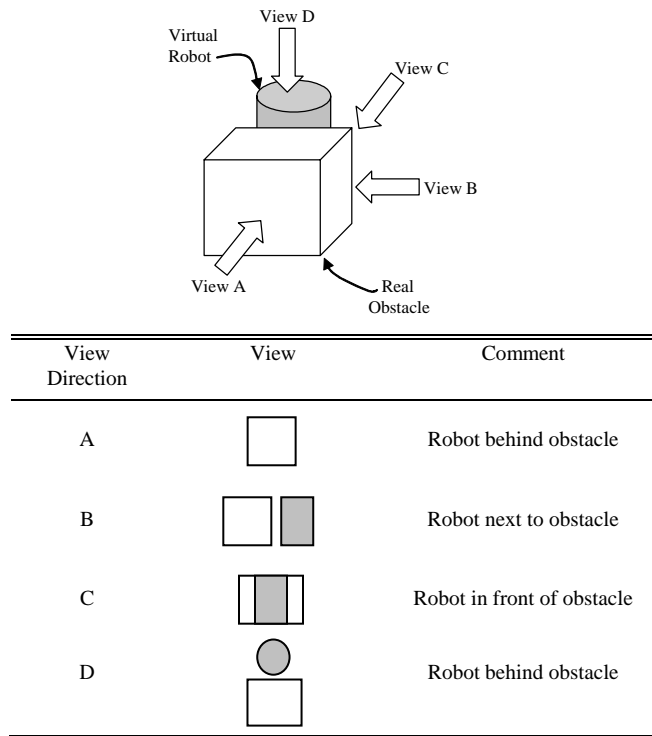 View D
Virtual
Robot
View C
View B
View A
Real
Obstacle
View
Direction
View
Comment
A
Robot behind obstacle
B
Robot next to obstacle
C
Robot in front of obstacle
D
Robot behind obstacle